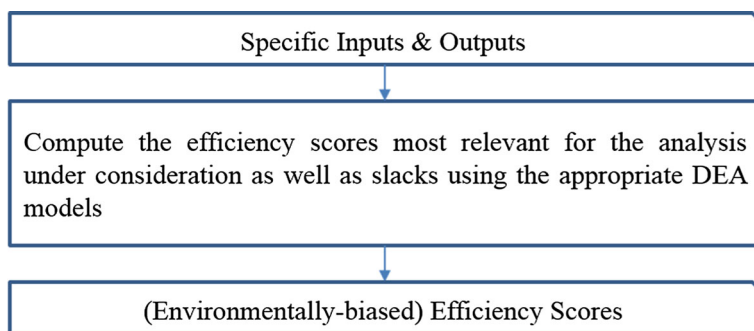 Specific Inputs & Outputs
Compute the efficiency scores most relevant for the analysis
under consideration as well as slacks using the appropriate DEA
models
(Environmentally-biased) Efficiency Scores